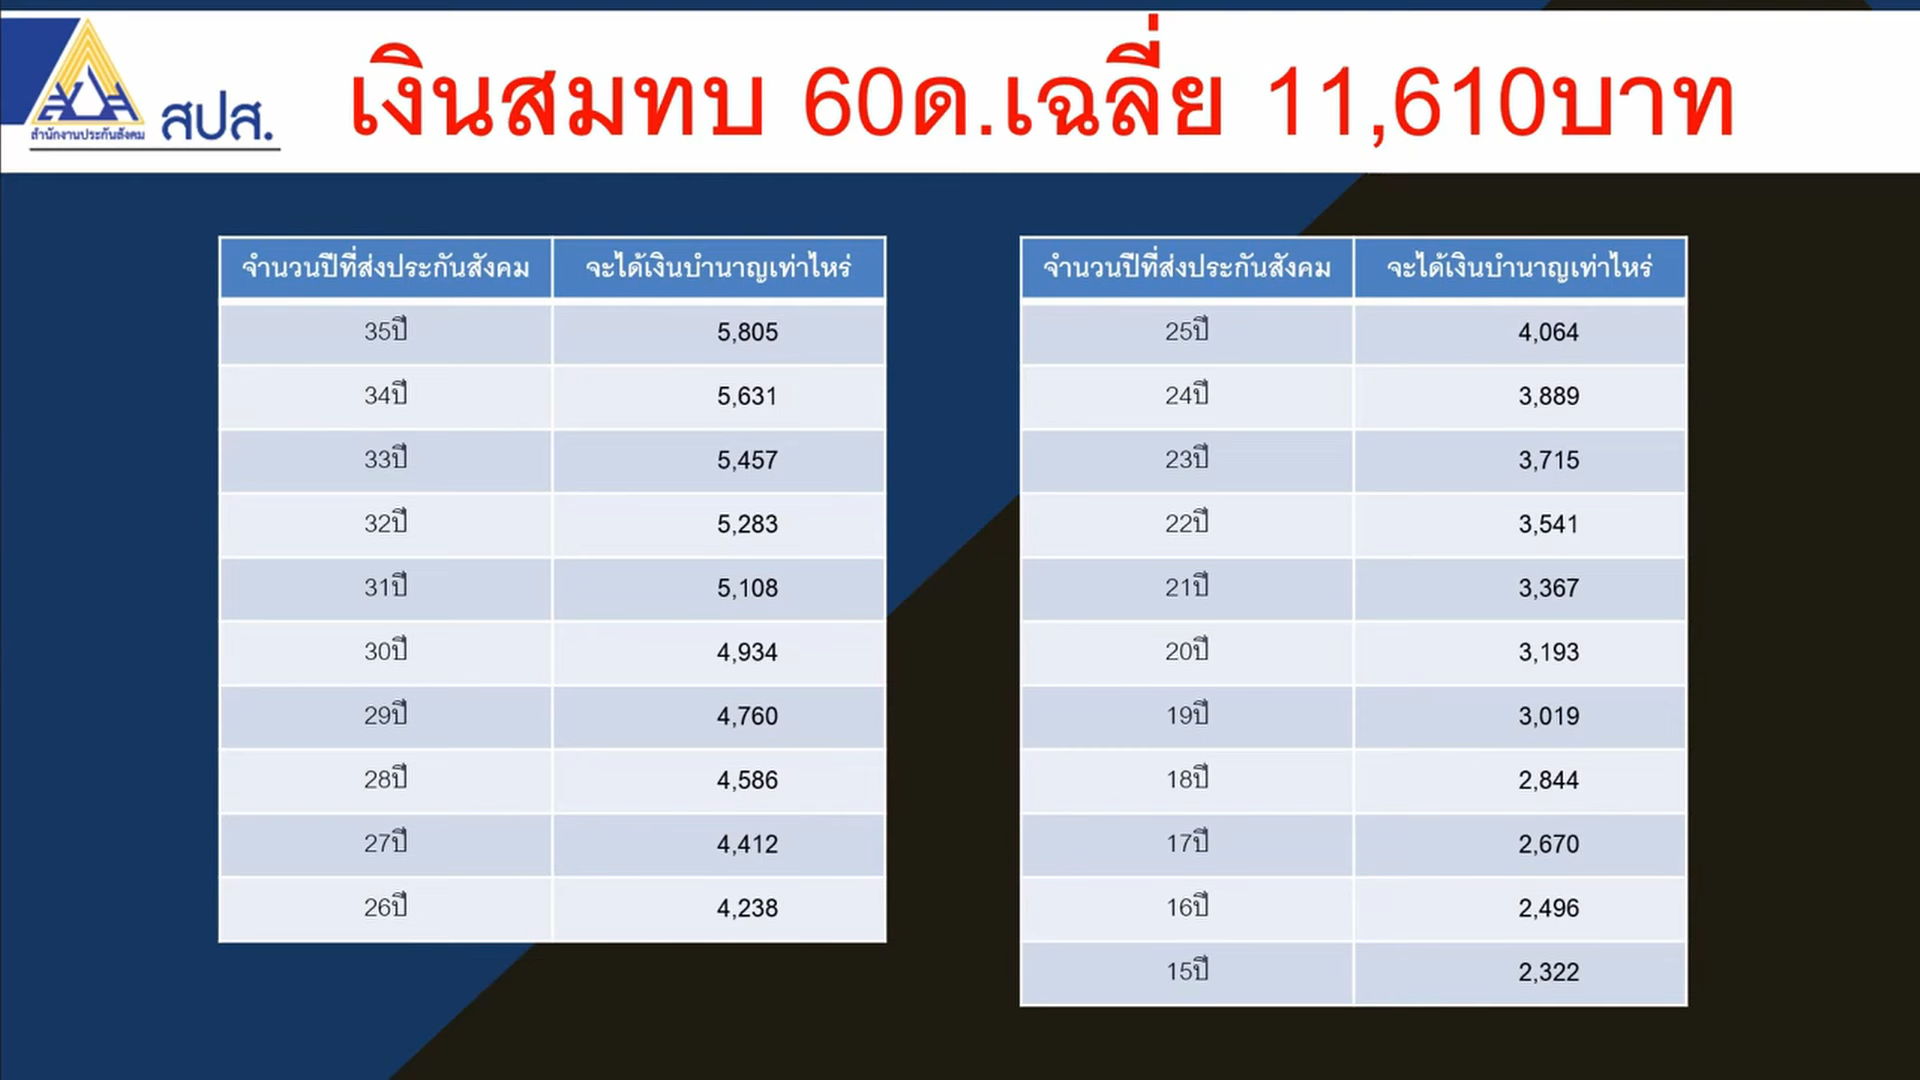 สปส
สำนักงานประกันสังคม
สปส.
เงินสมทบ 60ด.เฉลี่ย 11,610บาท
จำนวนปีที่ส่งประกันสังคม จะได้เงินบำนาญเท่าไหร่
35ปี 5,805
34ปี 5,631
33ปี 5,457
32ปี 5,283
31ปี 5,108
30ปี 4,934
29ปี 4,760
28ปี 4,586
27ปี 4,412
26ปี 4,238
จำนวนปีที่ส่งประกันสังคม จะได้เงินบำนาญเท่าไหร่
25ปี 4,064
24ปี 3,889
23ปี 3,715
22ปี 3,541
21ปี 3,367
20ปี 3,193
19ปี 3,019
18ปี 2,844
17ปี 2,670
16ปี 2,496
15ปี 2,322